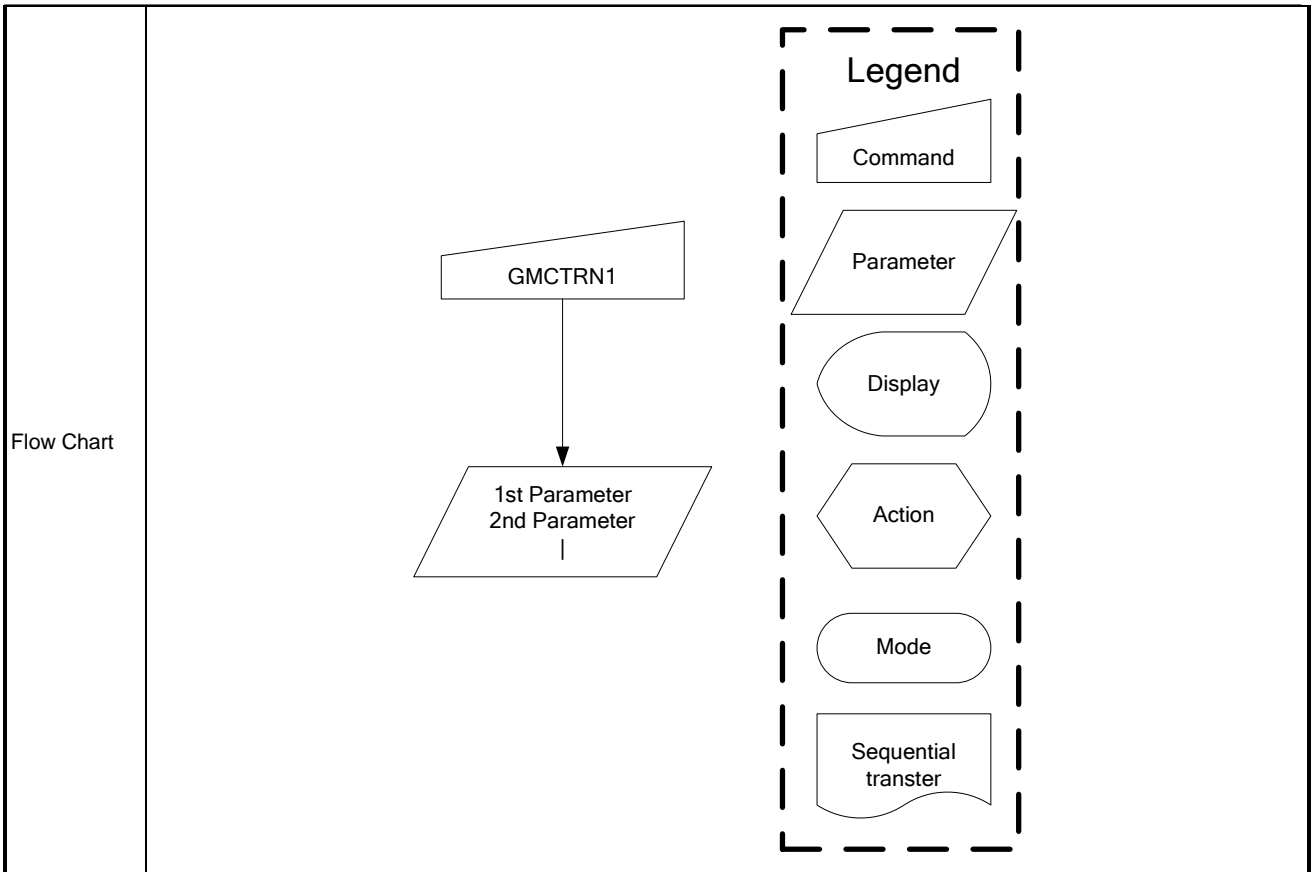 Flow Chart
GMCTRN1
1st Parameter
2nd Parameter
|
Legend
Command
Parameter
Display
Action
Mode
Sequential
transter